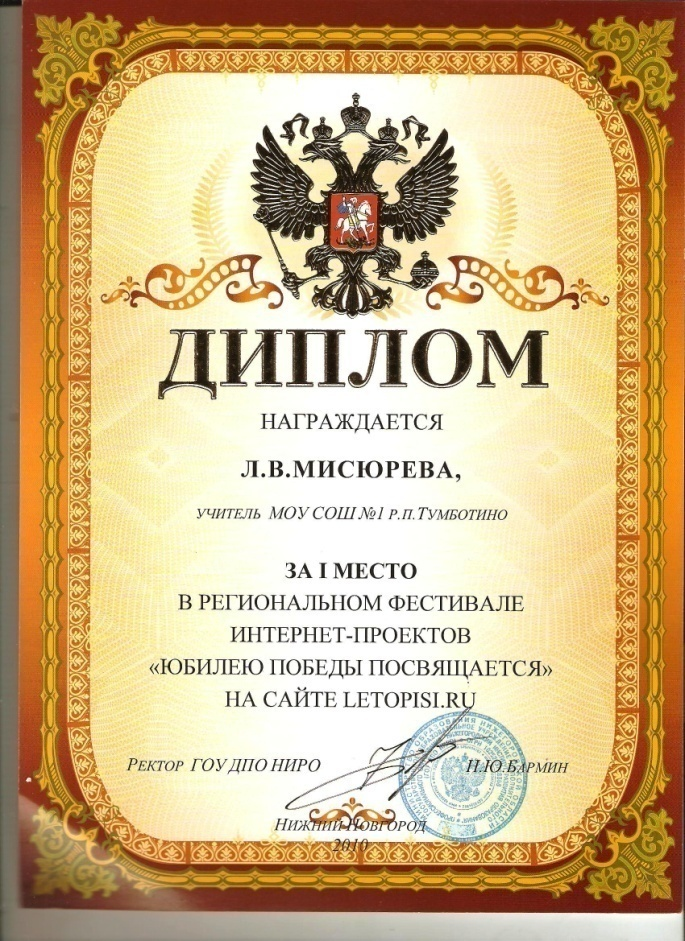 ДИПЛОМ
НАГРАЖДАЕТСЯ
Л.В.МИСЮРЕВА,
УЧИТЕЛЬ МОУ СОШ №1 Р.П.ТУМБОТИНО
ЗА I МЕСТО
В РЕГИОНАЛЬНОМ ФЕСТИВАЛЕ
ИНТЕРНЕТ-ПРОЕКТОВ
«ЮБИЛЕЮ ПОБЕДЫ ПОСВЯЩАЕТСЯ»
НА САЙТЕ LETOPISI.RU
РЕКТОР ГОУ ДПО НИРО Н.Ю.БАРМИН
НИЖНИЙ НОВГОРОД
2010